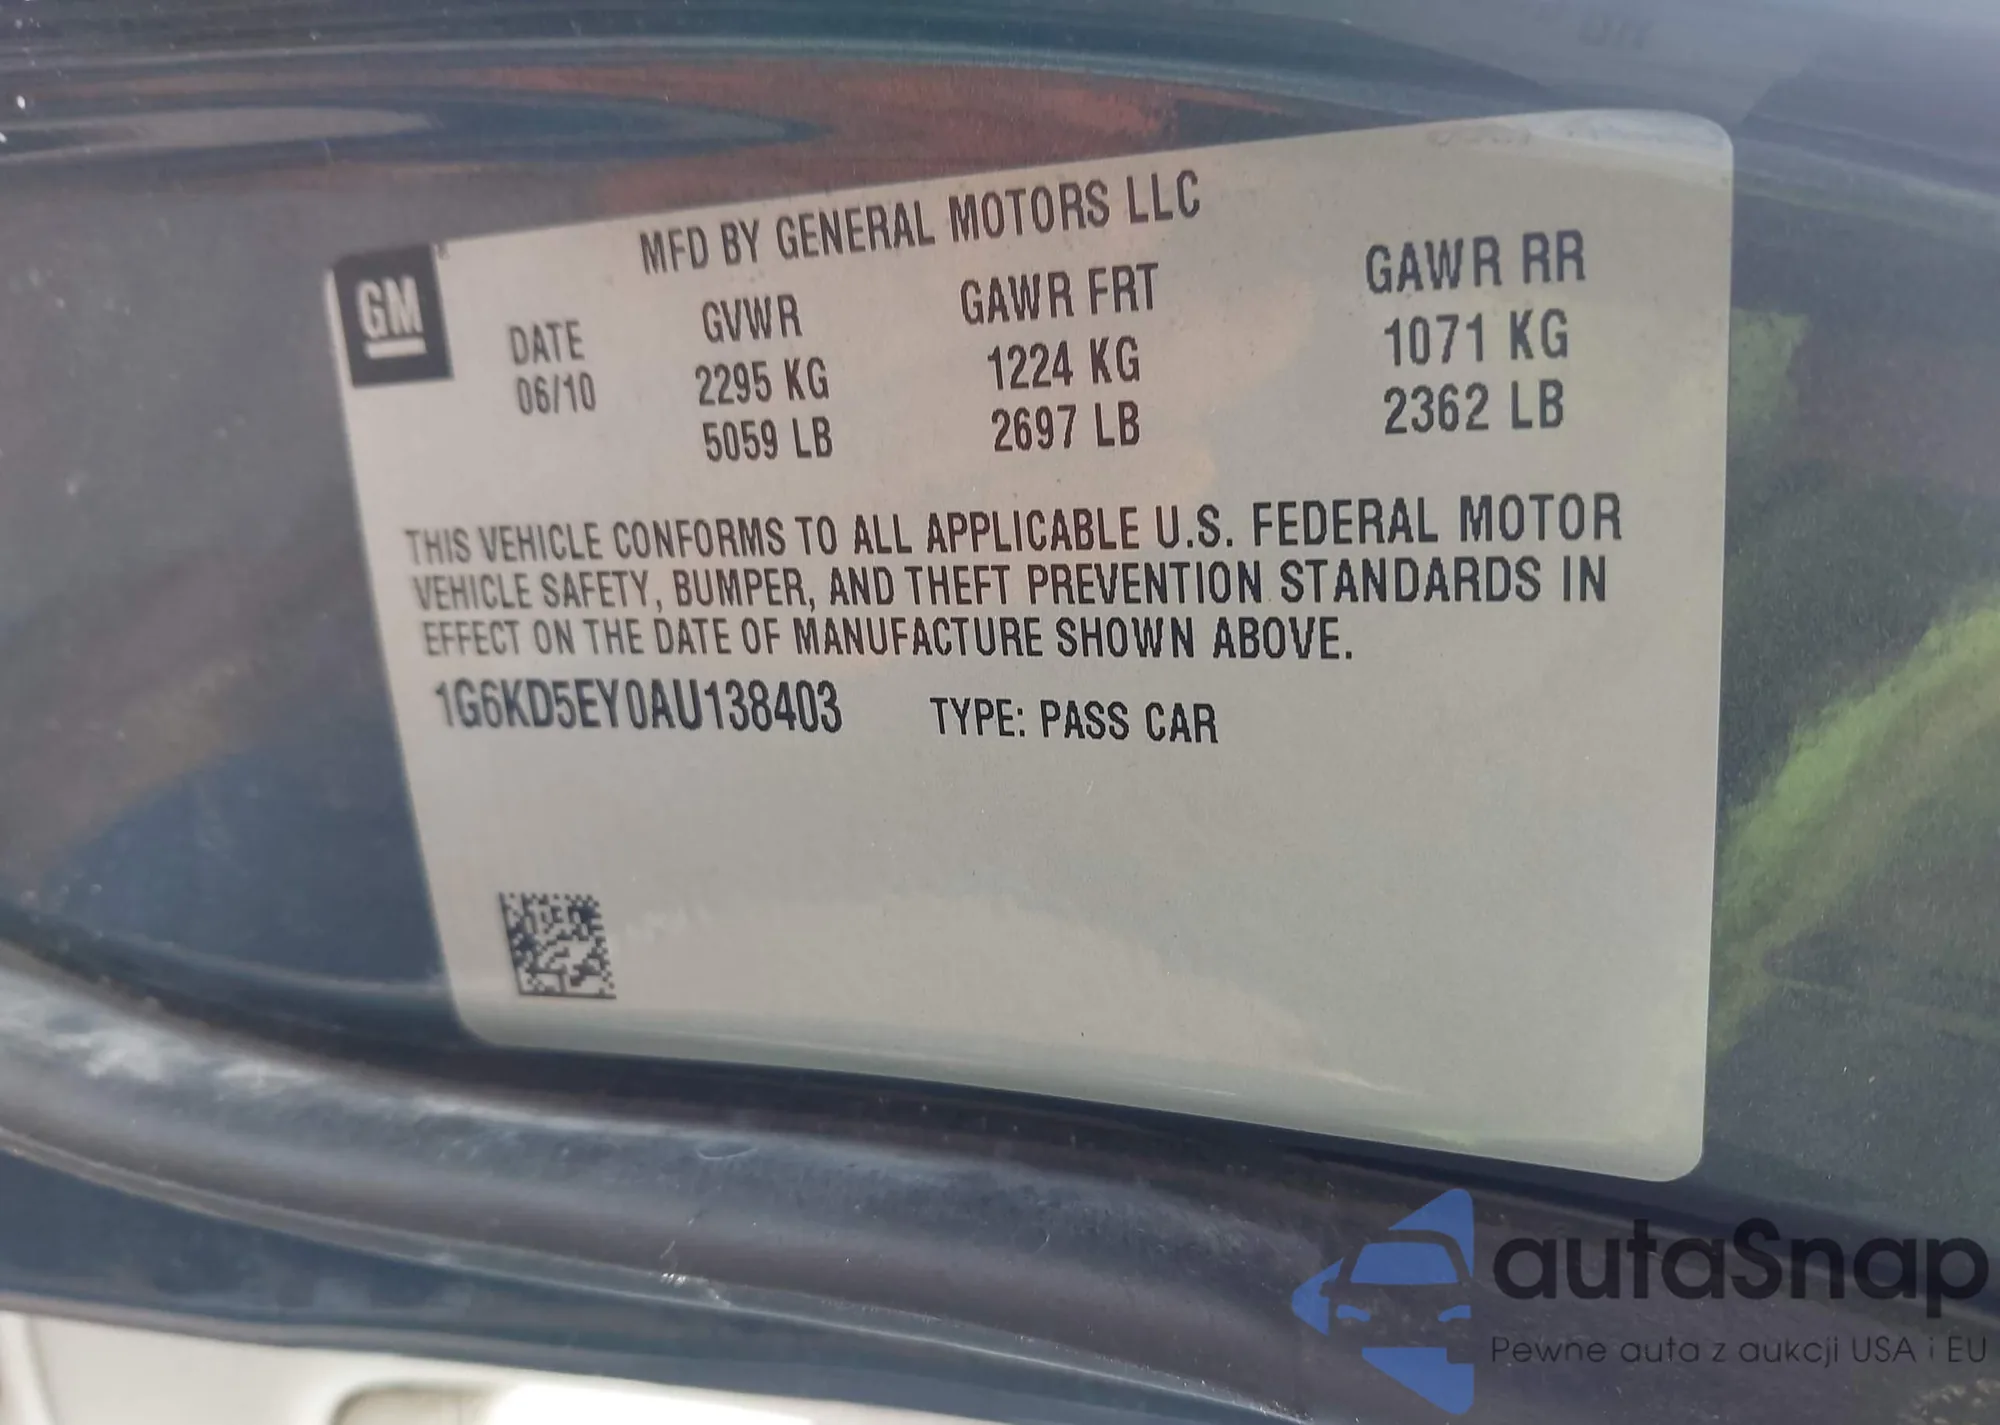 MFD BY GENERAL MOTORS LLC
GM
DATE GVWR GAWR FRT GAWR RR
06/10 2295 KG 1224 KG 1071 KG
5059 LB 2697 LB 2362 LB
THIS VEHICLE CONFORMS TO ALL APPLICABLE U.S. FEDERAL MOTOR
VEHICLE SAFETY, BUMPER, AND THEFT PREVENTION STANDARDS IN
EFFECT ON THE DATE OF MANUFACTURE SHOWN ABOVE.
1G6KD5EY0AU138403 TYPE: PASS CAR
autaSnap
Pewne auta z aukcji USA i EU